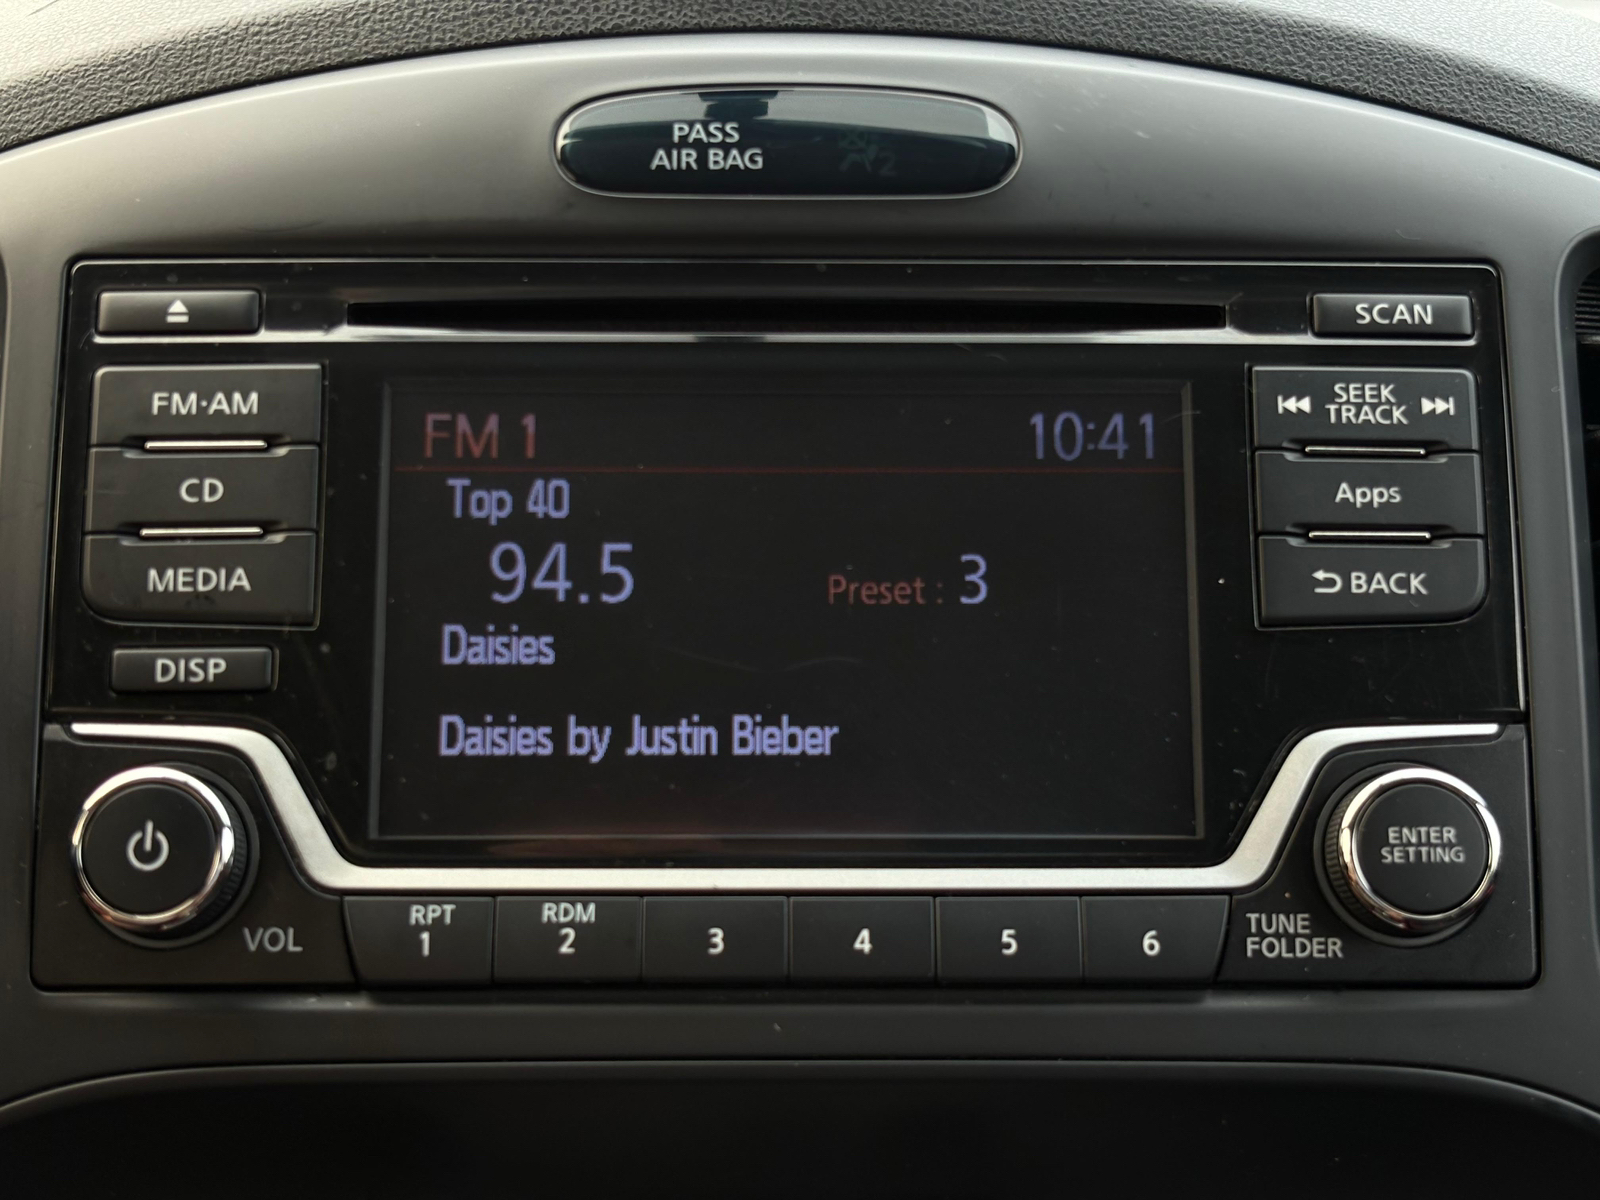 PASS
AIR BAG
SCAN
FM·AM
SEEK
TRACK
CD
Apps
MEDIA
BACK
DISP
FM 1 10:41
Top 40
94.5 Preset : 3
Daisies
Daisies by Justin Bieber
ENTER
SETTING
VOL
RPT
1
RDM
2
3
4
5
6
TUNE
FOLDER